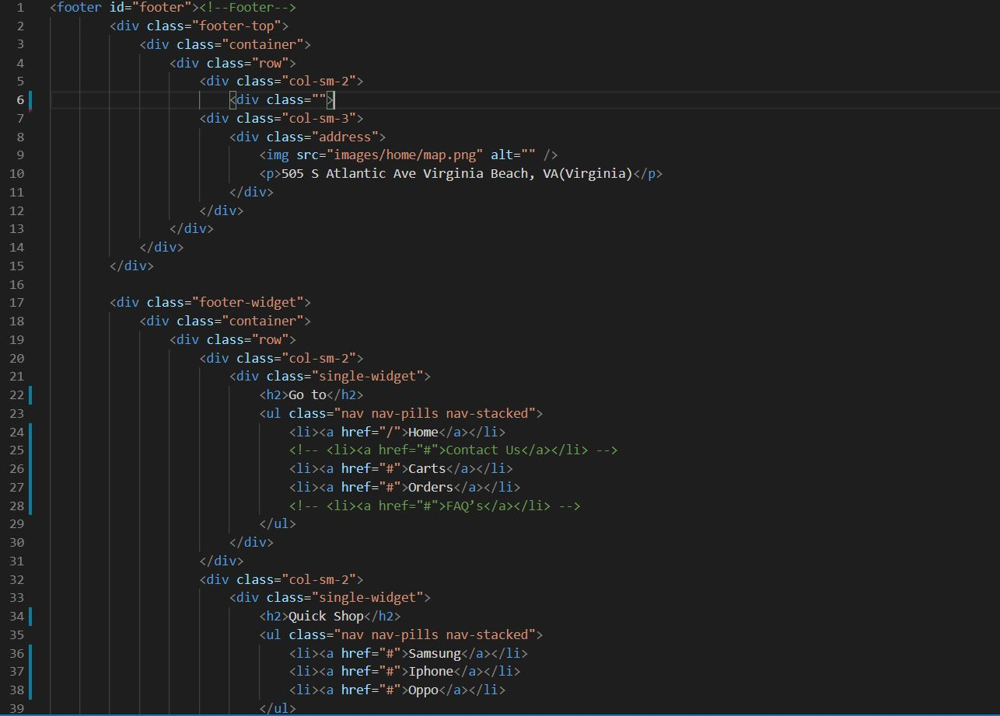 1 <footer id="footer"><!--Footer-->
2 <div class="footer-top">
3 <div class="container">
4 <div class="row">
5 <div class="col-sm-2">
6 <div class="">
7 <div class="col-sm-3">
8 <div class="address">
9 <img src="images/home/map.png" alt="" />
10 <p>505 S Atlantic Ave Virginia Beach, VA(Virginia)</p>
11 </div>
12 </div>
13 </div>
14 </div>
15 </div>
16
17 <div class="footer-widget">
18 <div class="container">
19 <div class="row">
20 <div class="col-sm-2">
21 <div class="single-widget">
22 <h2>Go to</h2>
23 <ul class="nav nav-pills nav-stacked">
24 <li><a href="/">Home</a></li>
25 <!-- <li><a href="#">Contact Us</a></li> -->
26 <li><a href="#">Carts</a></li>
27 <li><a href="#">Orders</a></li>
28 <!-- <li><a href="#">FAQ’s</a></li> -->
29 </ul>
30 </div>
31 </div>
32 <div class="col-sm-2">
33 <div class="single-widget">
34 <h2>Quick Shop</h2>
35 <ul class="nav nav-pills nav-stacked">
36 <li><a href="#">Samsung</a></li>
37 <li><a href="#">Iphone</a></li>
38 <li><a href="#">Oppo</a></li>
39 </ul>